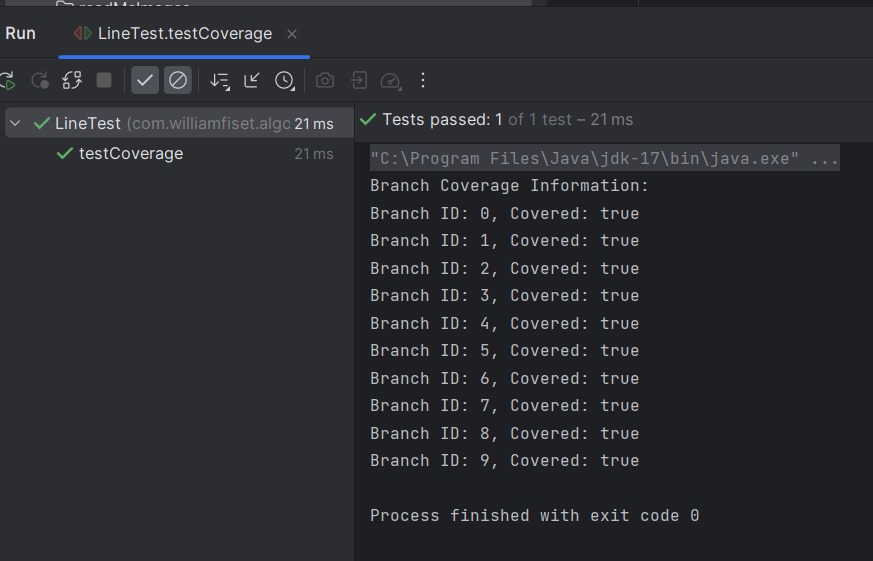 readMeImages
Run
LineTest.testCoverage
LineTest (com.williamfiset.algo 21 ms
testCoverage 21 ms
Tests passed: 1 of 1 test – 21 ms
"C:\Program Files\Java\jdk-17\bin\java.exe" ...
Branch Coverage Information:
Branch ID: 0, Covered: true
Branch ID: 1, Covered: true
Branch ID: 2, Covered: true
Branch ID: 3, Covered: true
Branch ID: 4, Covered: true
Branch ID: 5, Covered: true
Branch ID: 6, Covered: true
Branch ID: 7, Covered: true
Branch ID: 8, Covered: true
Branch ID: 9, Covered: true
Process finished with exit code 0